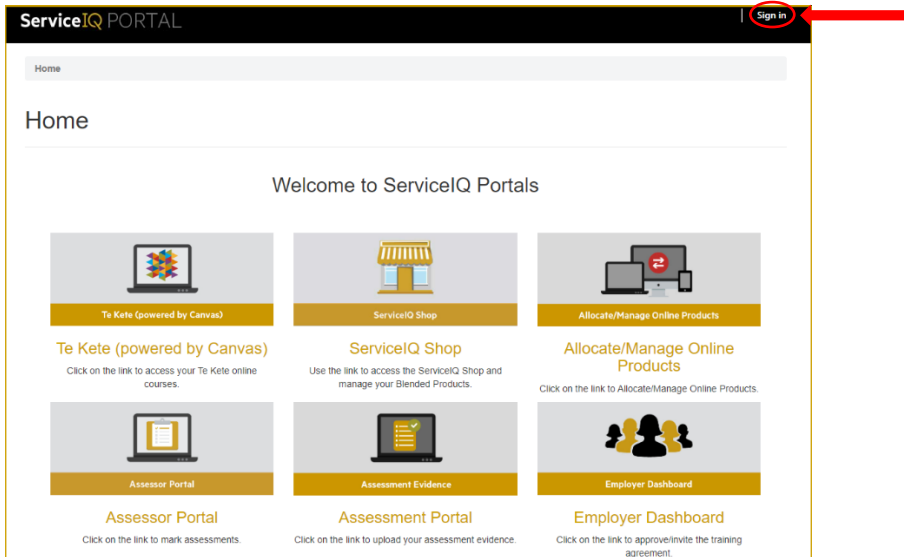 ServiceIQ PORTAL
| Sign in
Home
Home
Welcome to ServiceIQ Portals
Te Kete (powered by Canvas)
ServiceIQ Shop
Allocate/Manage Online Products
Te Kete (powered by Canvas)
Click on the link to access your Te Kete online
courses.
ServiceIQ Shop
Use the link to access the ServiceIQ Shop and
manage your Blended Products.
Allocate/Manage Online
Products
Click on the link to Allocate/Manage Online Products.
Assessor Portal
Assessment Evidence
Employer Dashboard
Assessor Portal
Click on the link to mark assessments.
Assessment Portal
Click on the link to upload your assessment evidence.
Employer Dashboard
Click on the link to approve/invite the training
agreement.